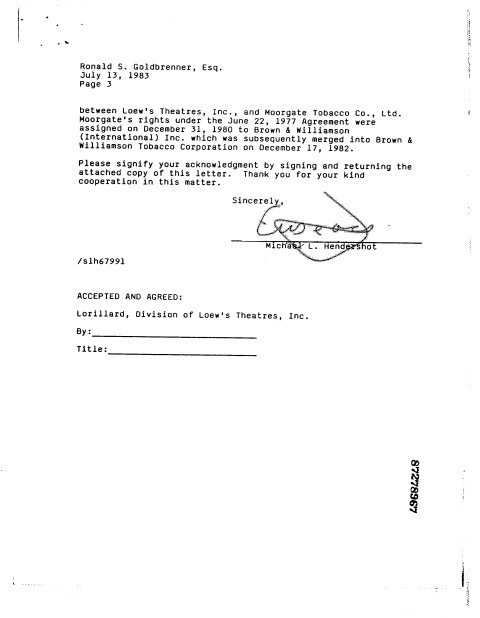 Ronald S. Goldbrenner, Esq.
July 13, 1983
Page 3
between Loew's Theatres, Inc., and Moorgate Tobacco Co., Ltd.
Moorgate's rights under the June 22, 1977 Agreement were
assigned on December 31, 1980 to Brown & Williamson
(International) Inc. which was subsequently merged into Brown &
Williamson Tobacco Corporation on December 17, 1982.
Please signify your acknowledgment by signing and returning the
attached copy of this letter. Thank you for your kind
cooperation in this matter.
Sincerely,
Michael L. Hendershot
/slh67991
ACCEPTED AND AGREED:
Lorillard, Division of Loew's Theatres, Inc.
By:
Title:
87278967